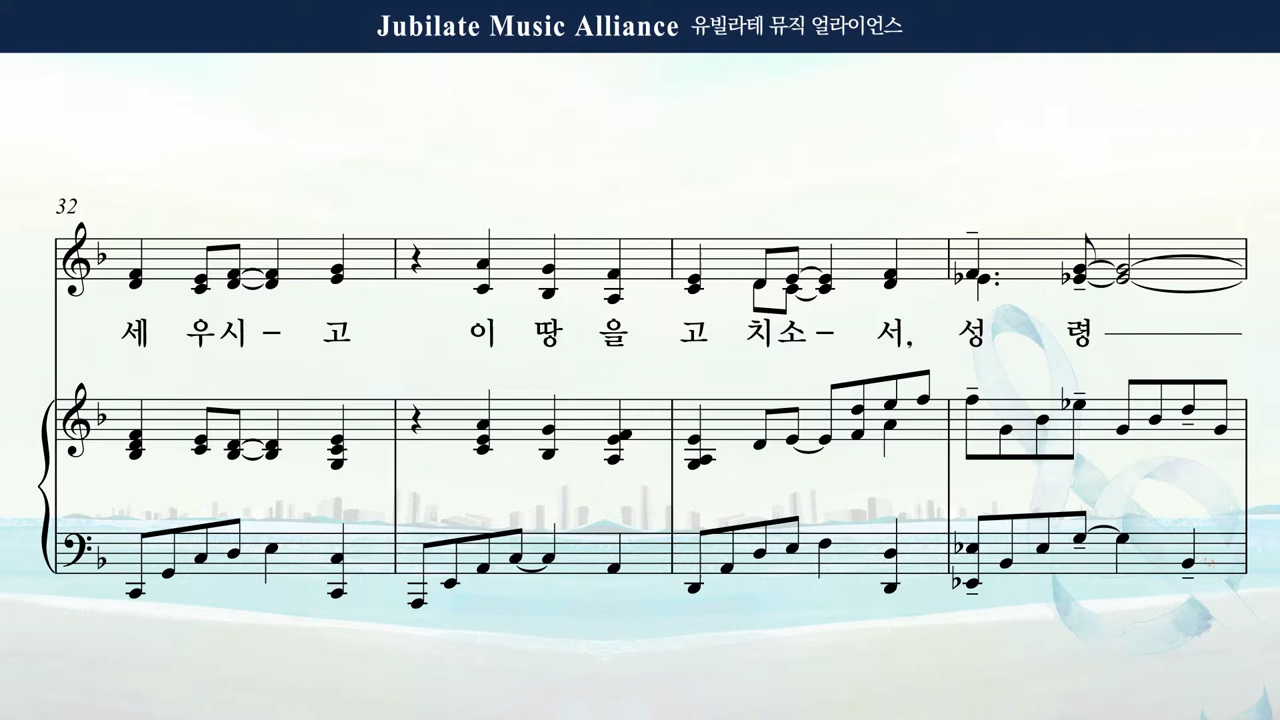 Jubilate Music Alliance 유빌라테 뮤직 얼라이언스
32
세 우시 – 고 이 땅 을 고 치소 – 서, 성 령